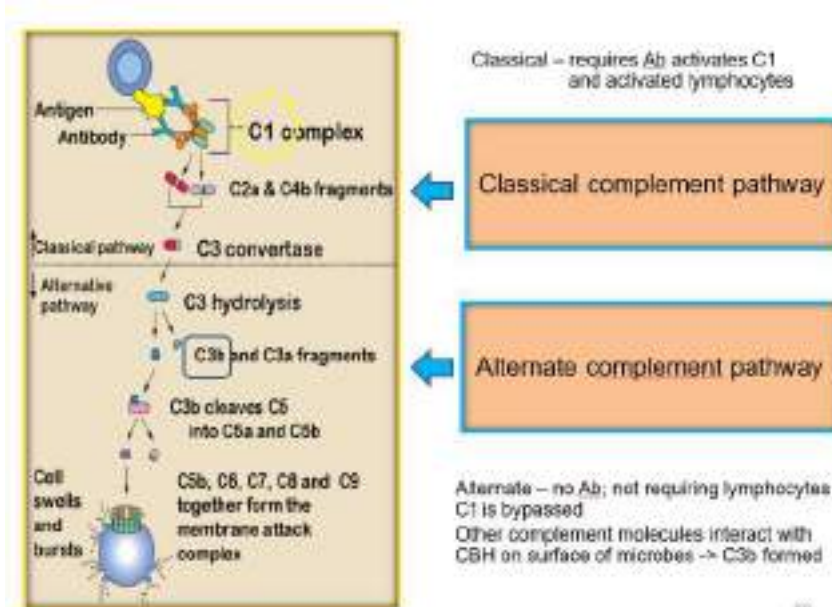 Antigen
Antibody
C1 complex
C2a & C4b fragments
Classical pathway
C3 convertase
Alternative
pathway
C3 hydrolysis
C3b and C3a fragments
C3b cleaves C5
into C5a and C5b
Cell
swells
and
bursts
C5b, C6, C7, C8 and C9
together form the
membrane attack
complex
Classical – requires Ab activates C1
and activated lymphocytes
Classical complement pathway
Alternate complement pathway
Alternate – no Ab; not requiring lymphocytes
C1 is bypassed
Other complement molecules interact with
CBH on surface of microbes -> C3b formed